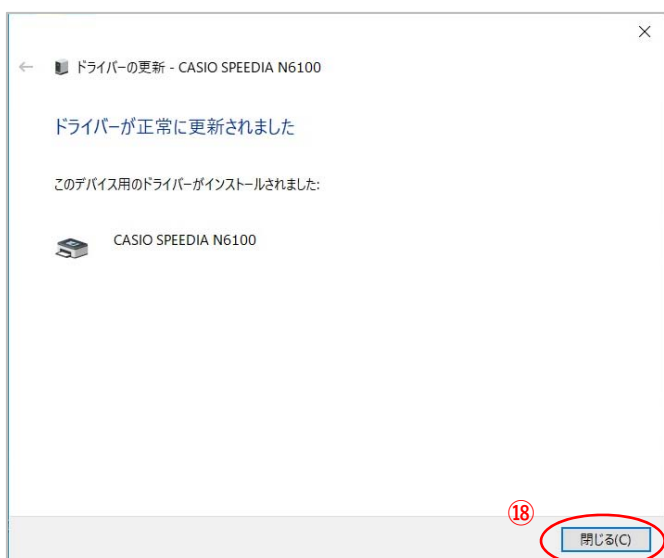 ドライバーの更新 - CASIO SPEEDIA N6100
ドライバーが正常に更新されました
このデバイス用のドライバーがインストールされました:
CASIO SPEEDIA N6100
⑱
閉じる(C)